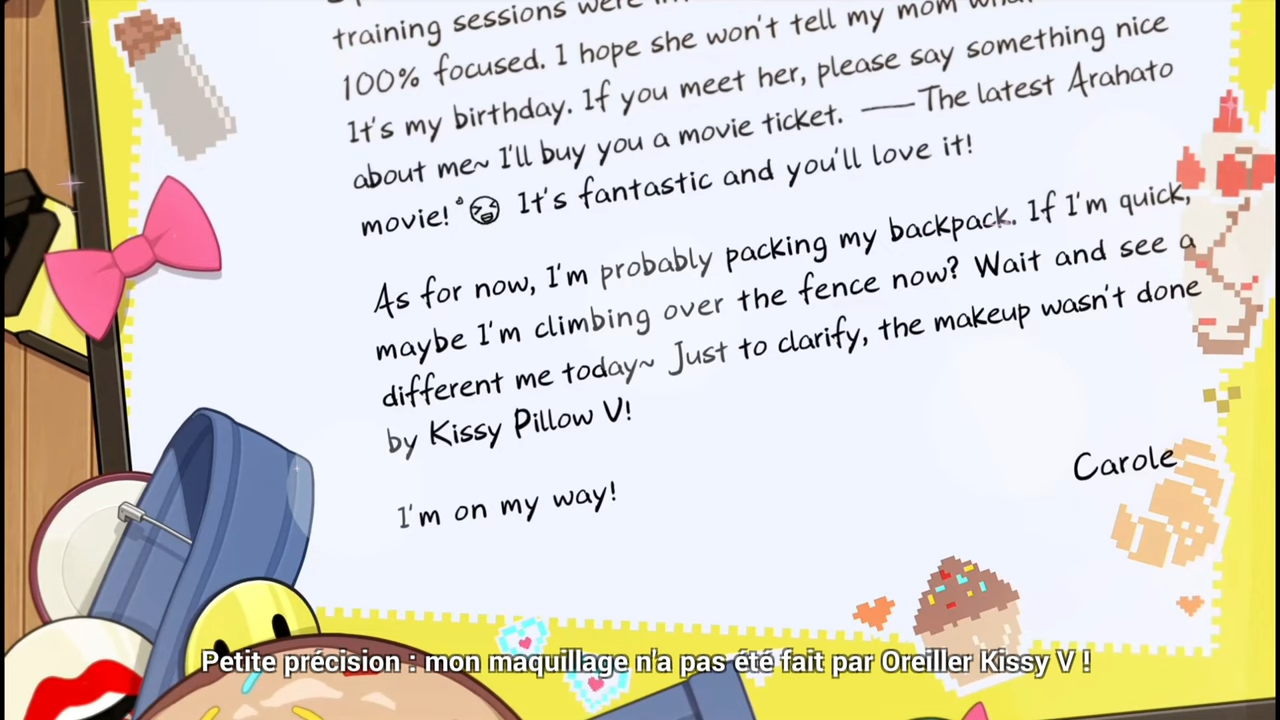 training sessions were
100% focused. I hope she won't tell my mom
It's my birthday. If you meet her, please say something nice
about me~ I'll buy you a movie ticket. —The latest Arahato
movie! It's fantastic and you'll love it!
As for now, I'm probably packing my backpack. If I'm quick,
maybe I'm climbing over the fence now? Wait and see a
different me today~ Just to clarify, the makeup wasn't done
by Kissy Pillow V!
I'm on my way!
Carole
Petite précision : mon maquillage n'a pas été fait par Oreiller Kissy V !